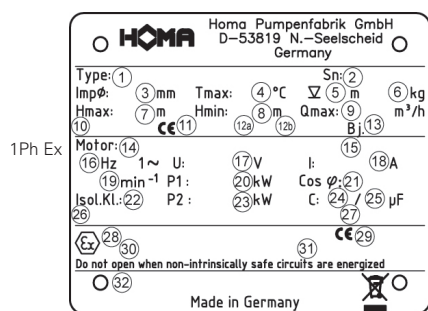 HOMA Homa Pumpenfabrik GmbH
D-53819 N.-Seelscheid
Germany
Type: 1 Sn: 2
Impø: 3 mm Tmax: 4 °C ∇ 5 m 6 kg
Hmax: 7 m Hmin: 8 m Qmax: 9 m³/h
10 CE 11 12a 12b Bj. 13
1Ph Ex
Motor: 14 15
16 Hz 1~ U: 17 V I: 18 A
19 min⁻¹ P1: 20 kW Cos φ: 21
Isol.Kl.: 22 P2: 23 kW C: 24 / 25 µF
26 27
Ex 28 CE 29
30 31
Do not open when non-intrinsically safe circuits are energized
32
Made in Germany